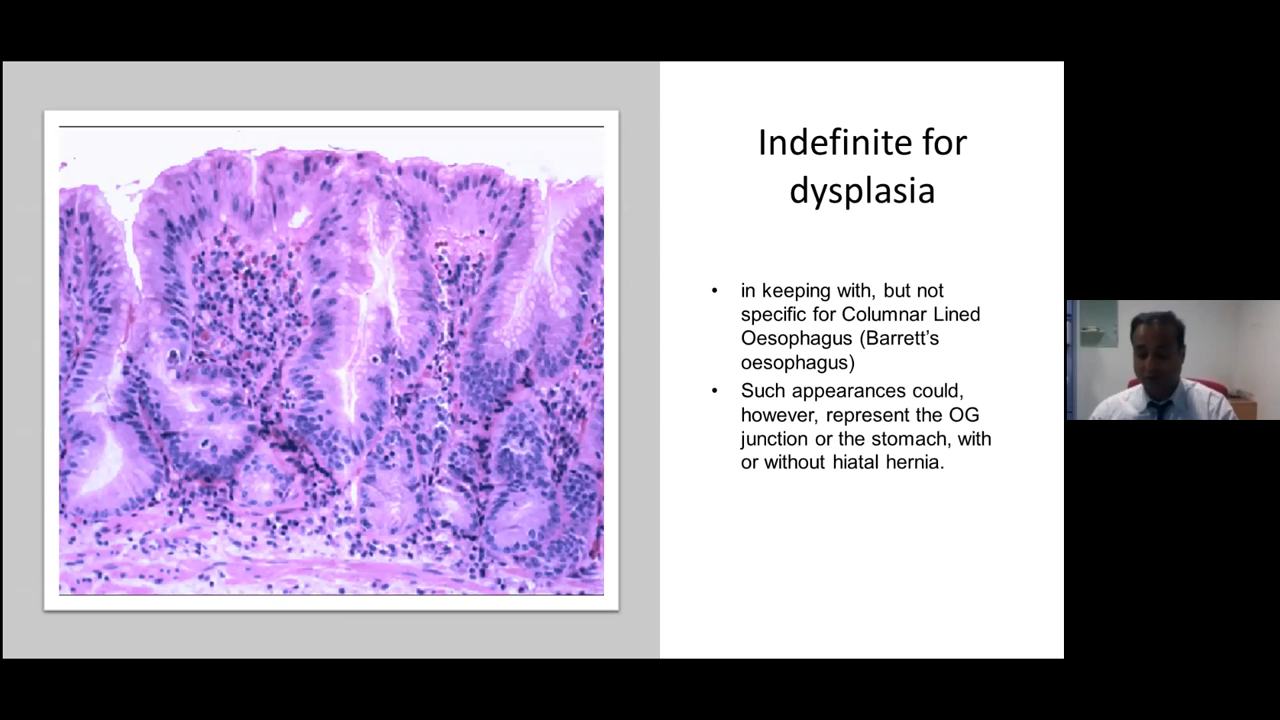 Indefinite for
dysplasia
• in keeping with, but not
specific for Columnar Lined
Oesophagus (Barrett's
oesophagus)
• Such appearances could,
however, represent the OG
junction or the stomach, with
or without hiatal hernia.